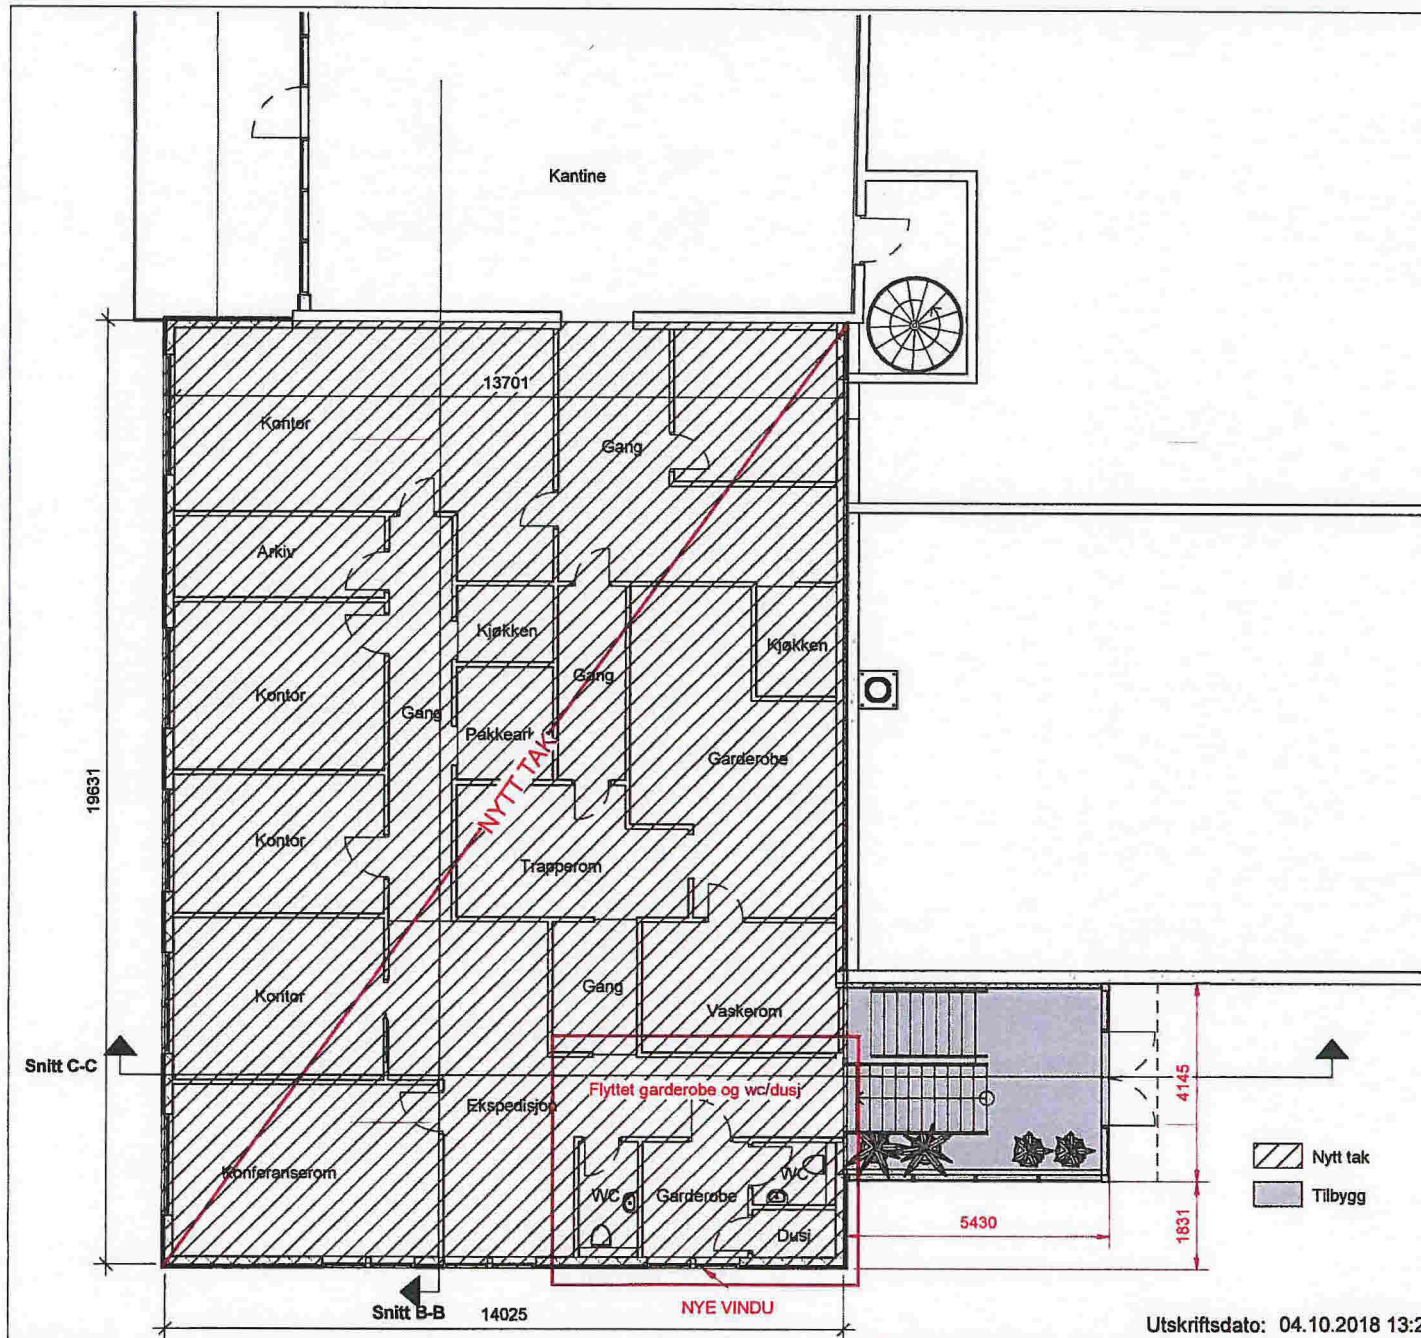 Kantine
13701
Kontor
Gang
Arkiv
Kjøkken
Kjøkken
Gang
Kontor
Gang
Pakkeark
Garderobe
NYTT TAK
19631
Kontor
Trapperom
Kontor
Gang
Vaskerom
Snitt C-C
Flyttet garderobe og wc/dusj
Ekspedisjon
4145
Konferanserom
WC
Garderobe
WC
Nytt tak
Tilbygg
5430
1831
Dusj
Snitt B-B
14025
NYE VINDU
Utskriftsdato: 04.10.2018 13:2